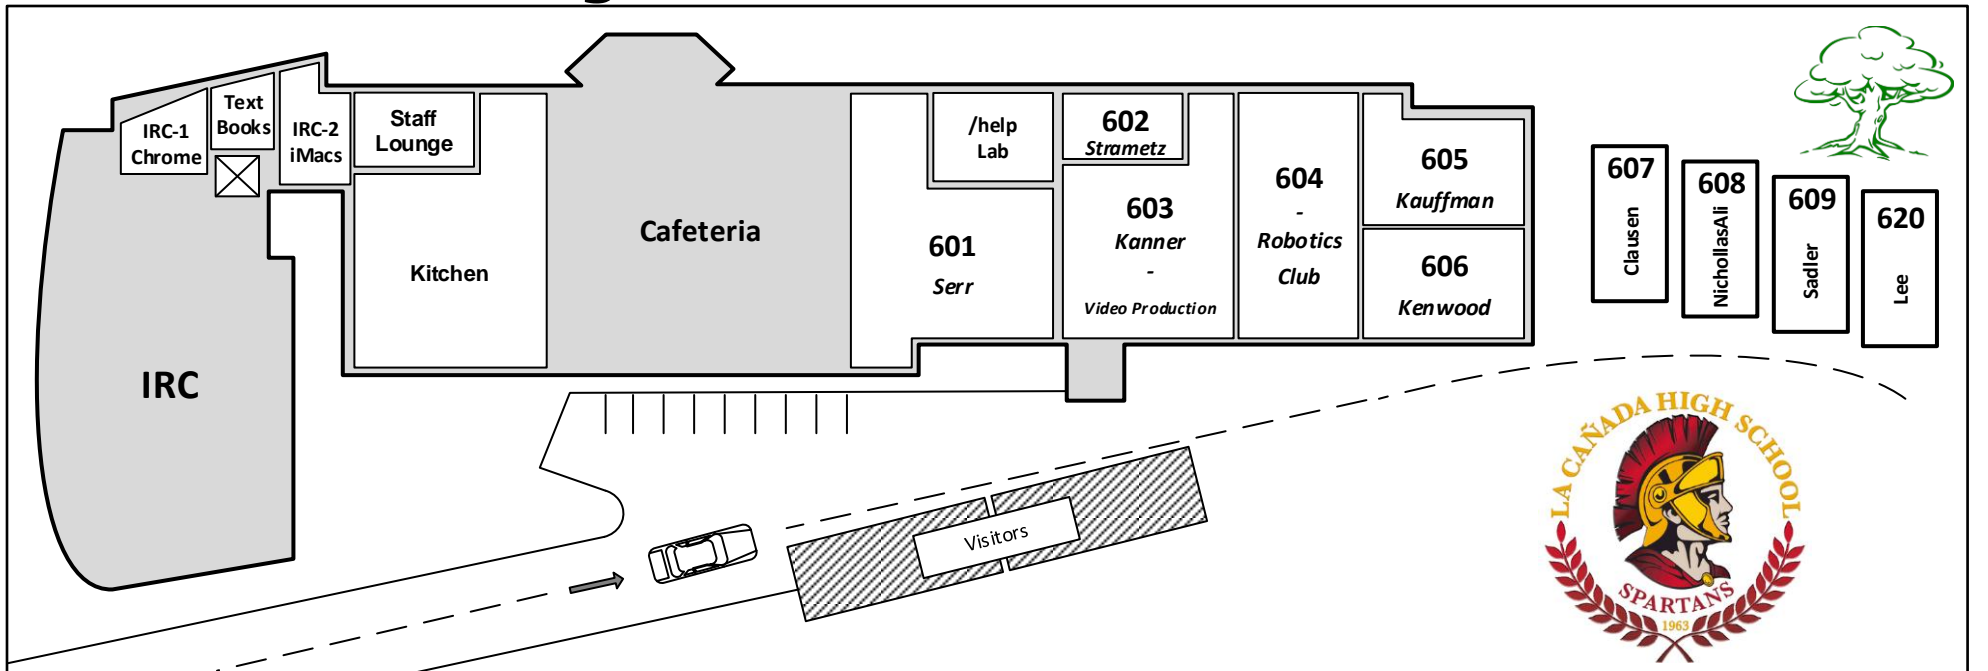 IRC-1
Chrome
Text
Books
IRC-2
iMacs
Staff
Lounge
Kitchen
IRC
Cafeteria
601
Serr
/help
Lab
602
Strametz
603
Kanner
-
Video Production
604
-
Robotics
Club
605
Kauffman
606
Kenwood
607
Clausen
608
NichollasAli
609
Sadler
620
Lee
Visitors
LA CAÑADA HIGH SCHOOL
SPARTANS
1963